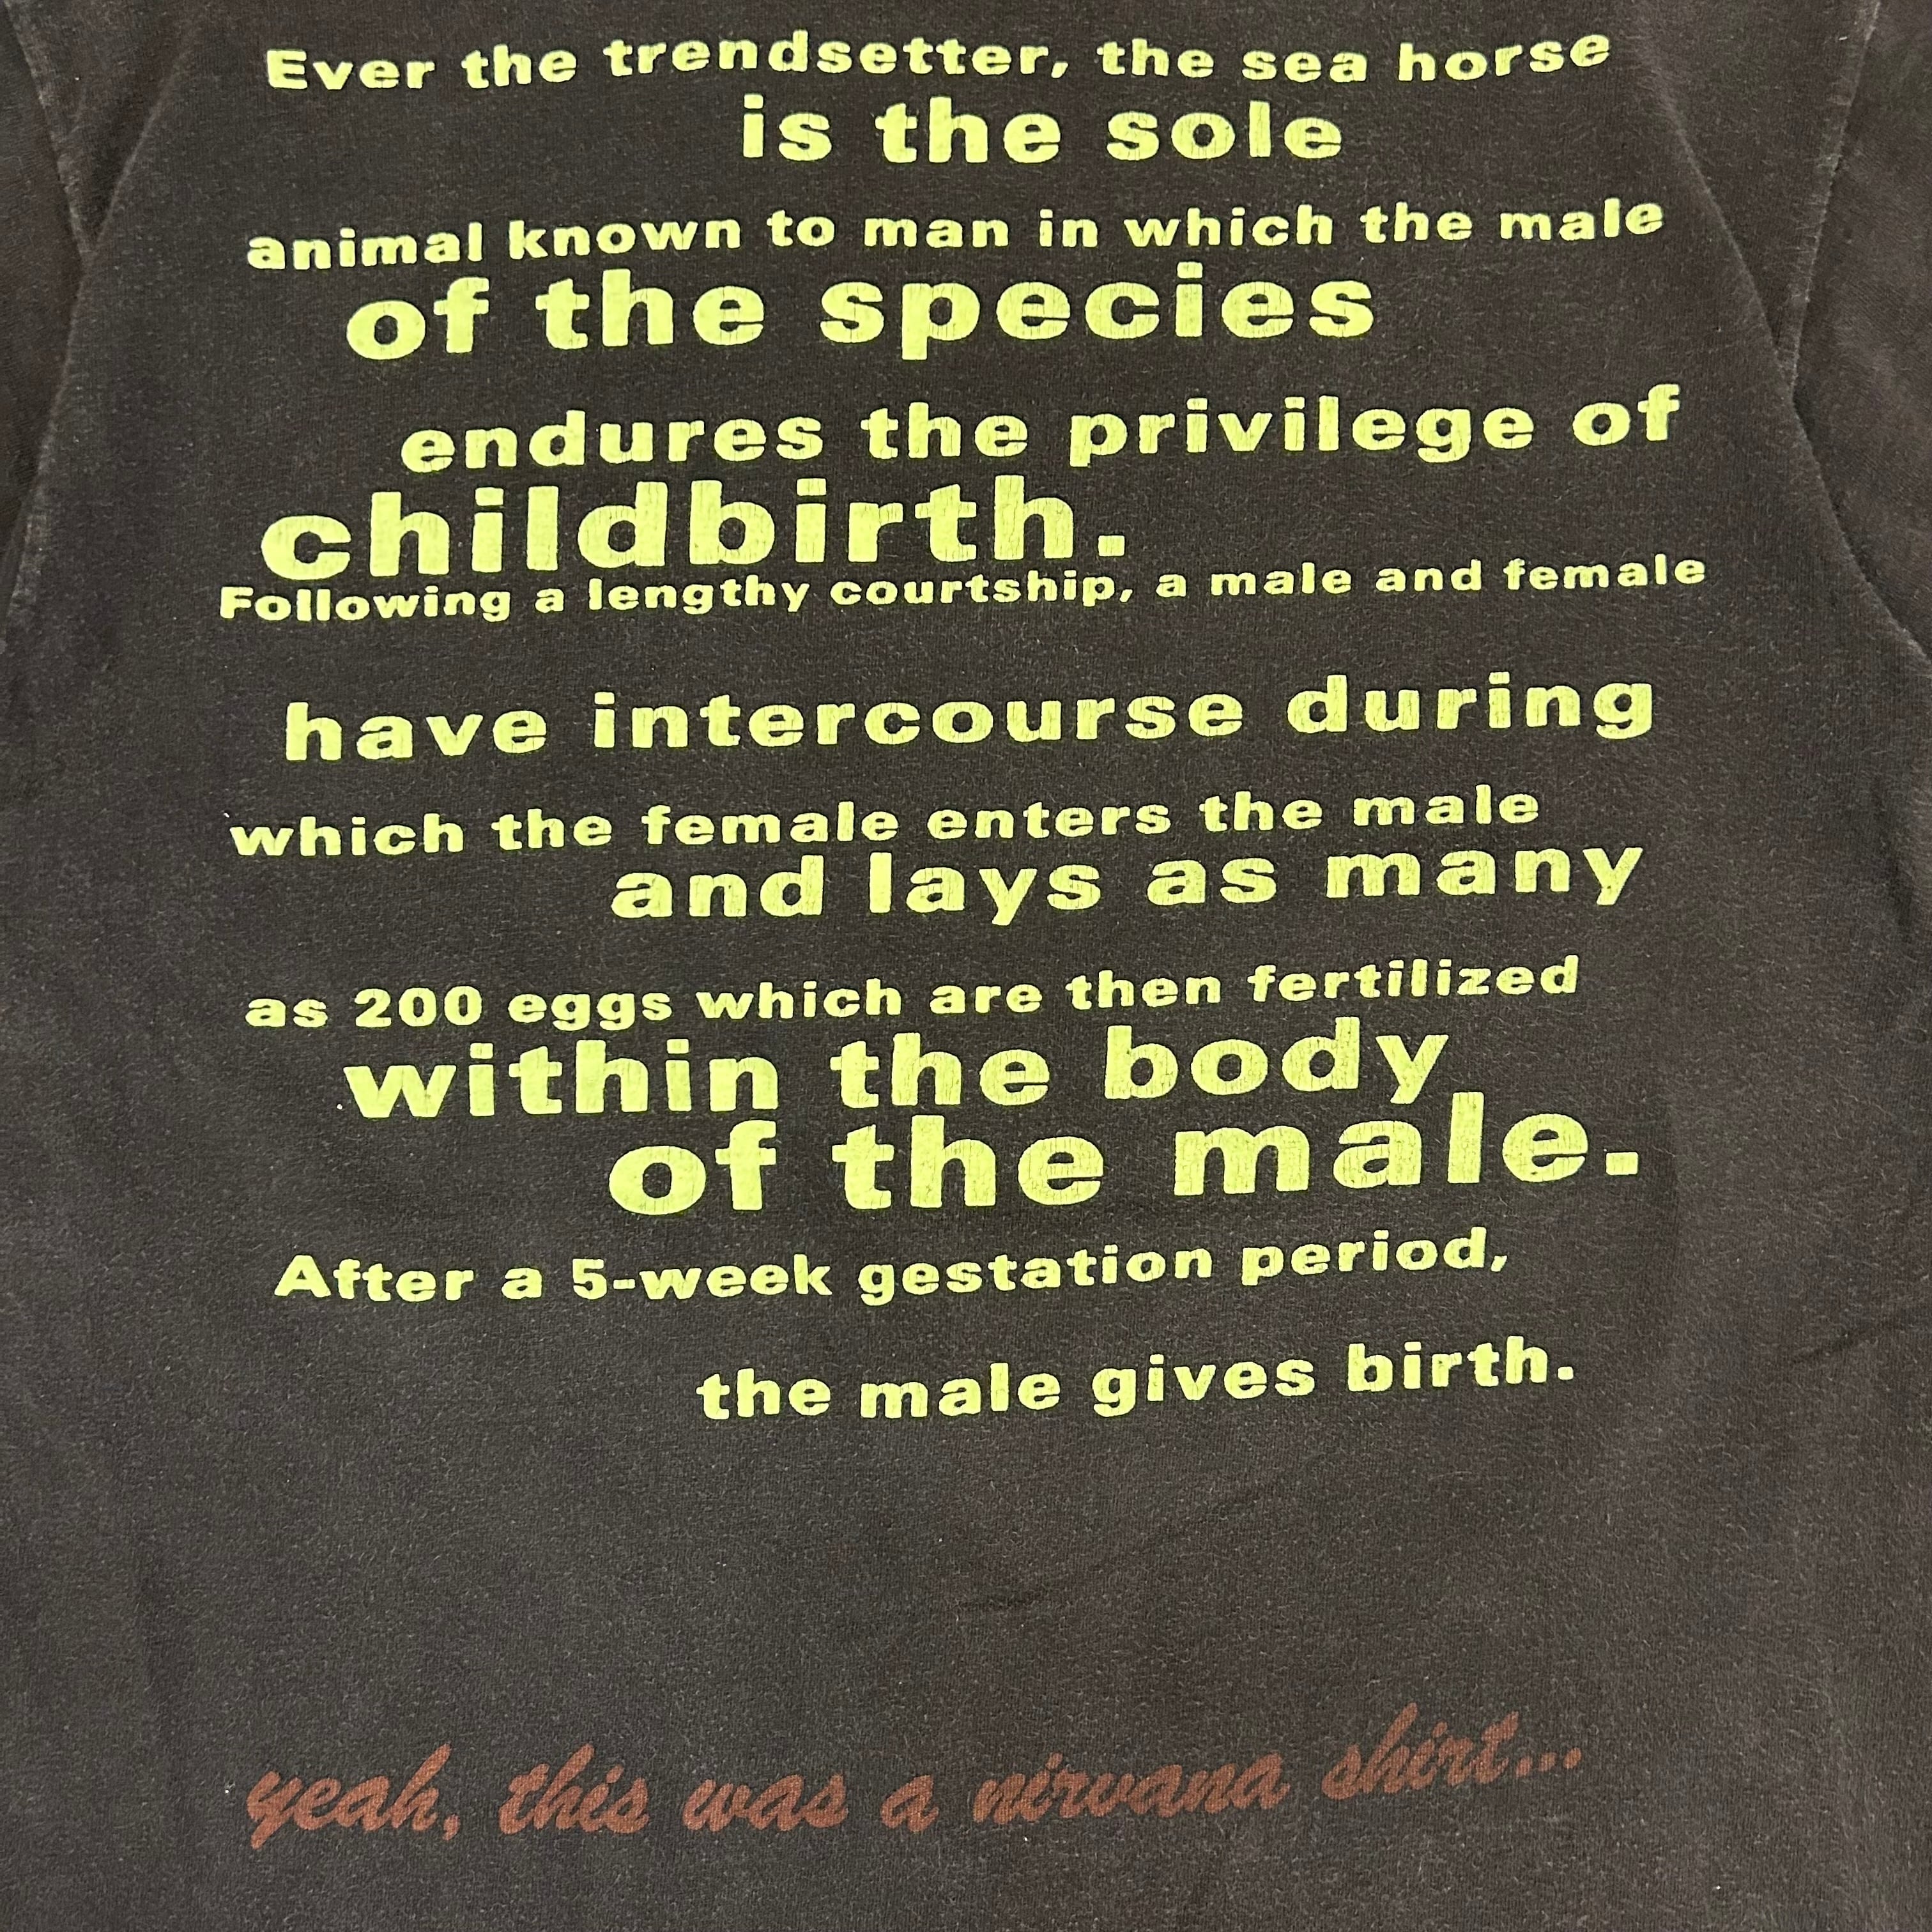 Ever the trendsetter, the sea horse
is the sole
animal known to man in which the male
of the species
endures the privilege of
childbirth.
Following a lengthy courtship, a male and female
have intercourse during
which the female enters the male
and lays as many
as 200 eggs which are then fertilized
within the body
of the male.
After a 5-week gestation period,
the male gives birth.
yeah, this was a nirvana shirt...